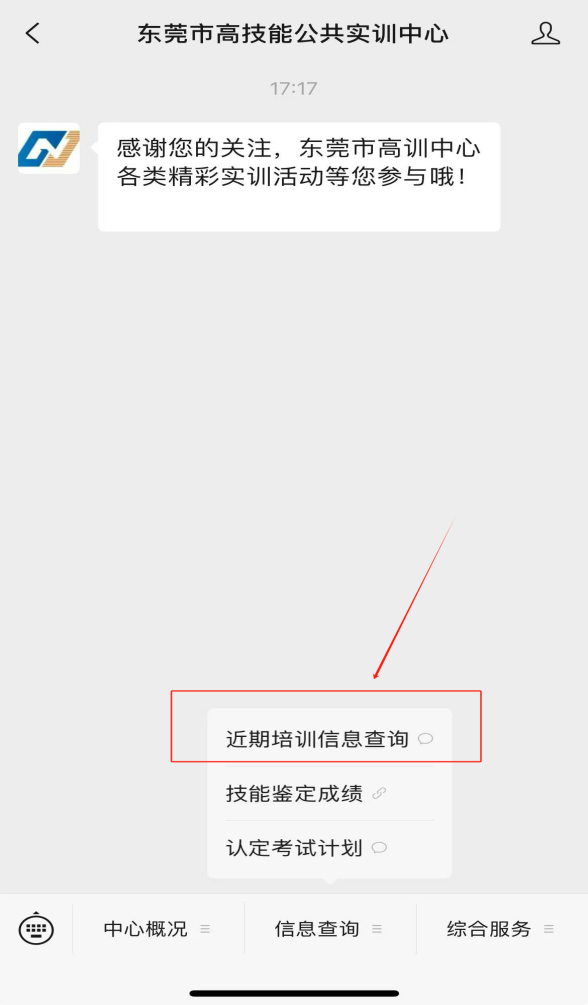 东莞市高技能公共实训中心
17:17
感谢您的关注，东莞市高训中心
各类精彩实训活动等您参与哦！
近期培训信息查询
技能鉴定成绩
认定考试计划
中心概况
信息查询
综合服务